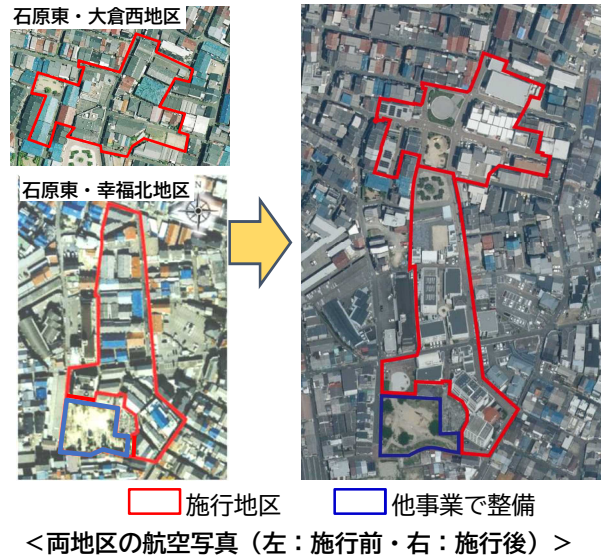 石原東・大倉西地区
石原東・幸福北地区
N
施行地区
他事業で整備
<両地区の航空写真（左：施行前・右：施行後）>